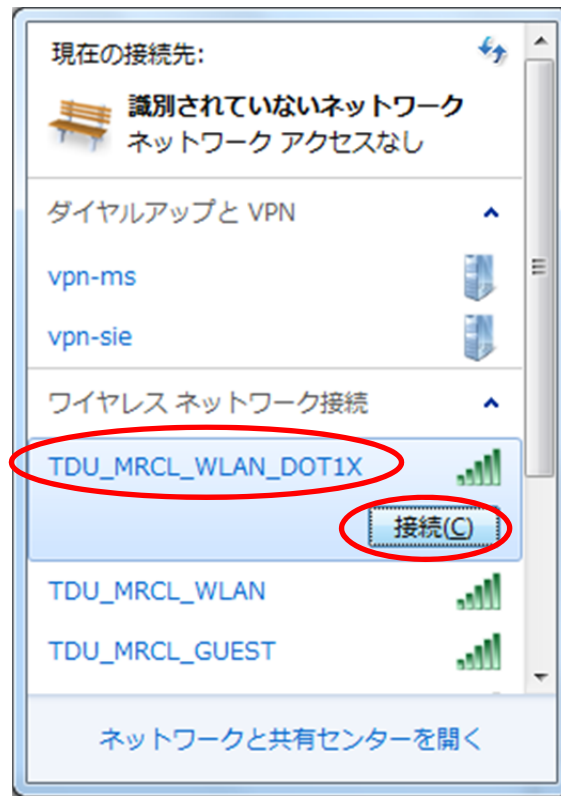 現在の接続先:
識別されていないネットワーク
ネットワーク アクセスなし
ダイヤルアップと VPN
vpn-ms
vpn-sie
ワイヤレス ネットワーク接続
TDU_MRCL_WLAN_DOT1X
接続(C)
TDU_MRCL_WLAN
TDU_MRCL_GUEST
ネットワークと共有センターを開く